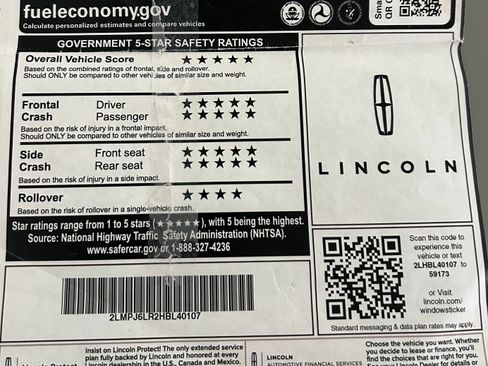 fueleconomy.gov
Calculate personalized estimates and compare vehicles
Smar
QR C
GOVERNMENT 5-STAR SAFETY RATINGS
Overall Vehicle Score ★★★★★
Based on the combined ratings of frontal, side and rollover.
Should ONLY be compared to other vehicles of similar size and weight.
Frontal Driver ★★★★★
Crash Passenger ★★★★★
Based on the risk of injury in a frontal impact.
Should ONLY be compared to other vehicles of similar size and weight.
Side Front seat ★★★★★
Crash Rear seat ★★★★★
Based on the risk of injury in a side impact.
Rollover ★★★★
Based on the risk of rollover in a single-vehicle crash.
Star ratings range from 1 to 5 stars (★★★★★), with 5 being the highest.
Source: National Highway Traffic Safety Administration (NHTSA).
www.safercar.gov or 1-888-327-4236
LINCOLN
Scan this code to
experience this
vehicle or text
2LHBL40107 to
59173
or Visit
lincoln.com/
windowsticker
Standard messaging & data plan rates may apply.
2LMPJ6LR2HBL40107
Insist on Lincoln Protect! The only extended service
plan fully backed by Lincoln and honored at every
Lincoln dealership in the U.S., Canada and Mexico.
LINCOLN
AUTOMOTIVE FINANCIAL SERVICES
Choose the vehicle you want. Whether
you decide to lease or finance, you'll
find the choices that are right for you.
See your Lincoln Dealer for details or